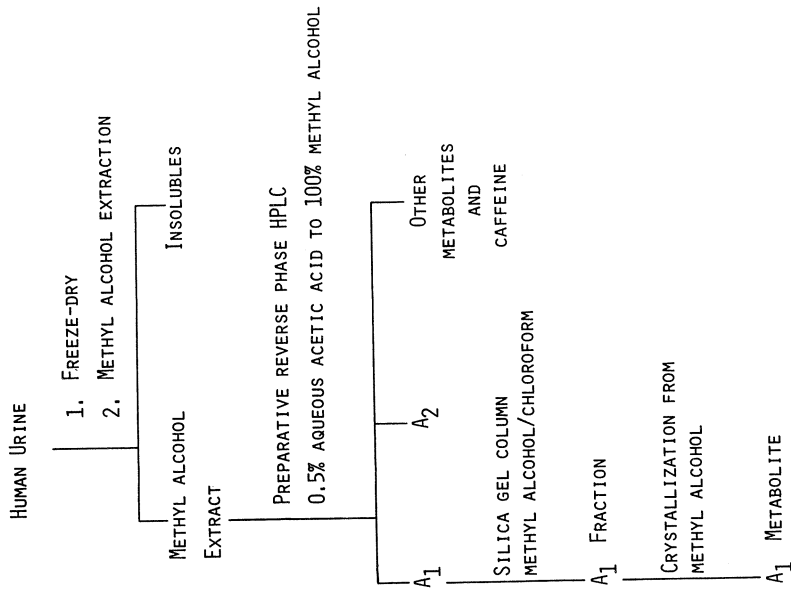 HUMAN URINE
1. FREEZE-DRY
2. METHYL ALCOHOL EXTRACTION
METHYL ALCOHOL
EXTRACT
INSOLUBLES
PREPARATIVE REVERSE PHASE HPLC
0.5% AQUEOUS ACETIC ACID TO 100% METHYL ALCOHOL
A1
A2
OTHER
METABOLITES
AND
CAFFEINE
SILICA GEL COLUMN
METHYL ALCOHOL/CHLOROFORM
A1 FRACTION
CRYSTALLIZATION FROM
METHYL ALCOHOL
A1 METABOLITE